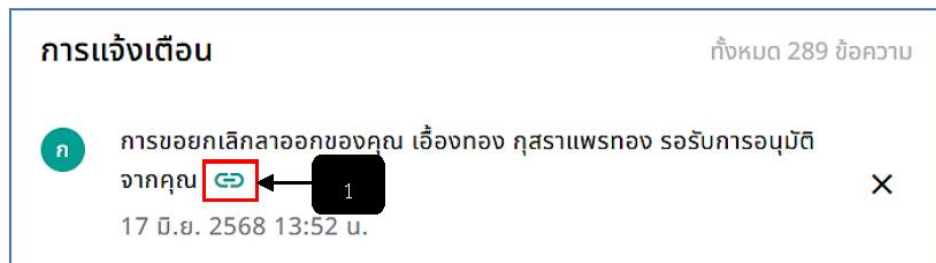 การแจ้งเตือน ทั้งหมด 289 ข้อความ
ก การขอยกเลิกลาออกของคุณ เอื้องทอง กุสราแพรทอง รอรับการอนุมัติ
จากคุณ 1
17 มิ.ย. 2568 13:52 น.